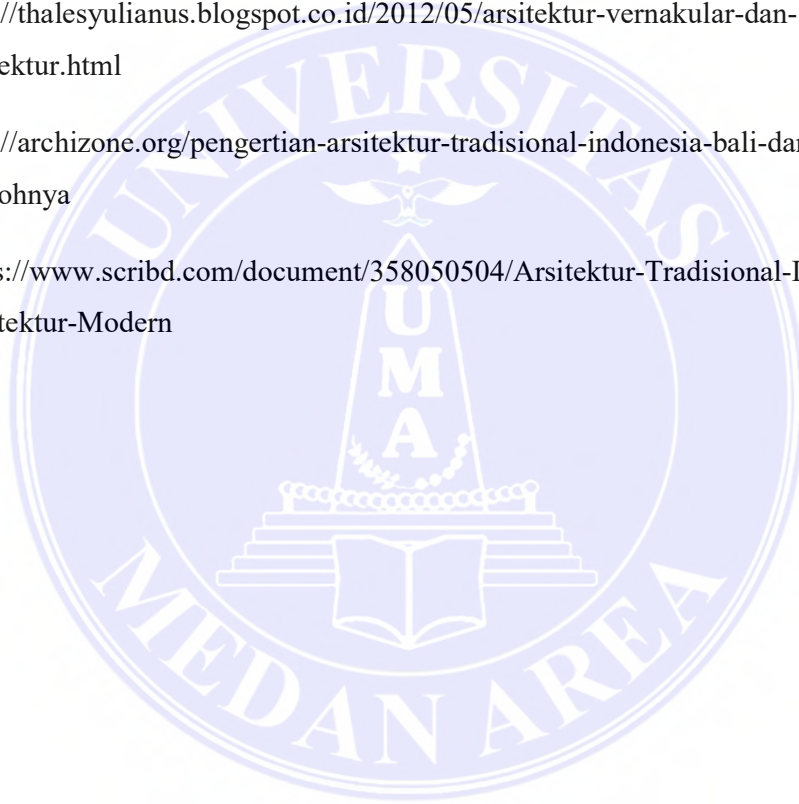 //thalesyulianus.blogspot.co.id/2012/05/arsitektur-vernakular-dan-
ektur.html
//archizone.org/pengertian-arsitektur-tradisional-indonesia-bali-dan
ohnya
s://www.scribd.com/document/358050504/Arsitektur-Tradisional-
tektur-Modern
UNIVERSITAS
UMA
MEDAN AREA